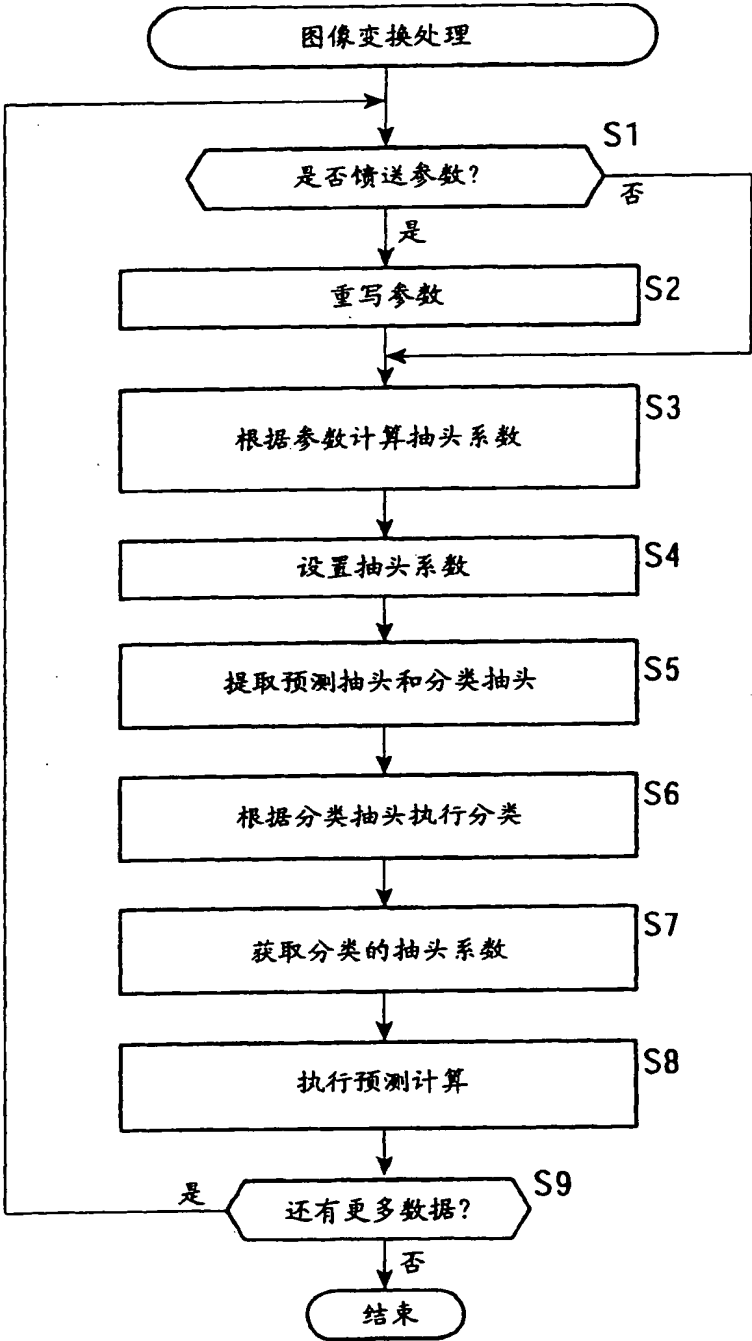 图像变换处理
S1
是否馈送参数?
否
是
重写参数
S2
S3
根据参数计算抽头系数
设置抽头系数
S4
提取预测抽头和分类抽头
S5
S6
根据分类抽头执行分类
S7
获取分类的抽头系数
S8
执行预测计算
S9
是
还有更多数据?
否
结束